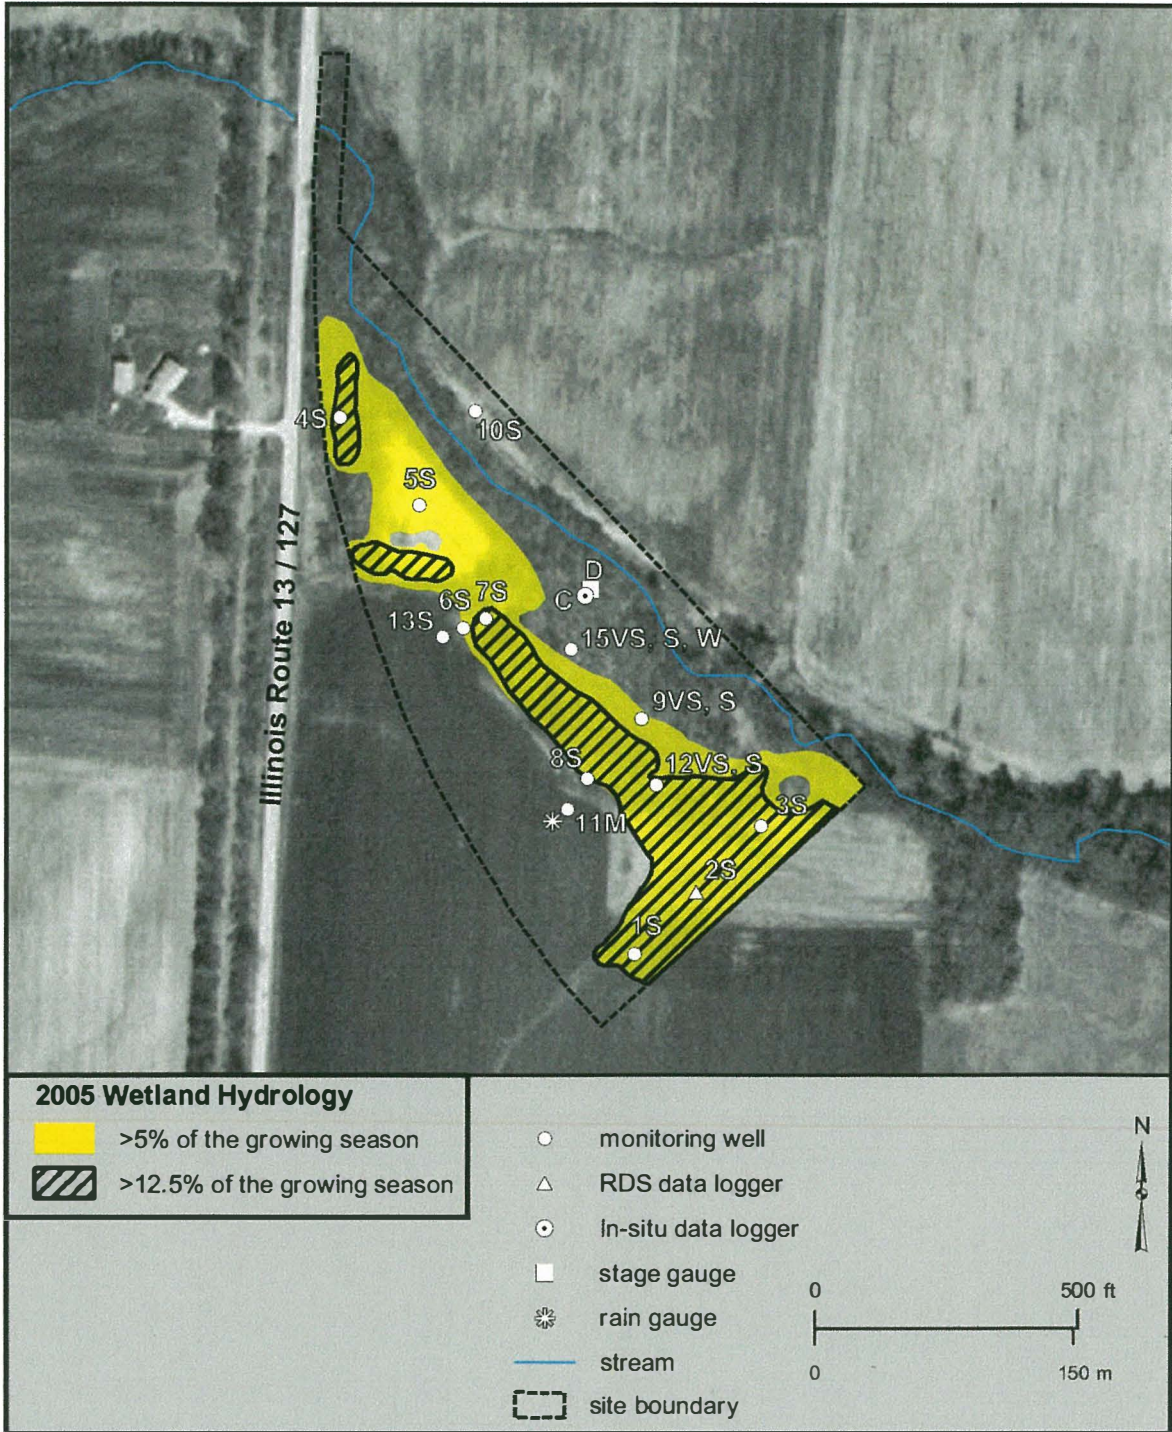 4S
10S
5S
Illinois Route 13 / 127
D
C
6S
7S
13S
15VS, S, W
9VS, S
8S
12VS, S
3S
11M
2S
1S
2005 Wetland Hydrology
>5% of the growing season
>12.5% of the growing season
monitoring well
RDS data logger
In-situ data logger
stage gauge
rain gauge
stream
site boundary
N
0
500 ft
0
150 m